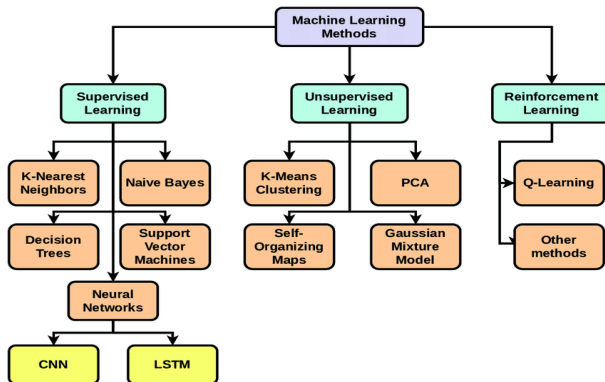 Machine Learning
Methods
Supervised
Learning
Unsupervised
Learning
Reinforcement
Learning
K-Nearest
Neighbors
Naive Bayes
K-Means
Clustering
PCA
Q-Learning
Decision
Trees
Support
Vector
Machines
Self-
Organizing
Maps
Gaussian
Mixture
Model
Other
methods
Neural
Networks
CNN
LSTM